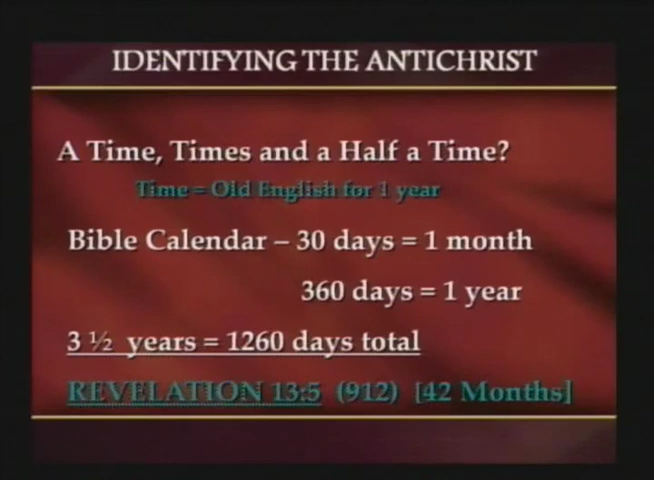 IDENTIFYING THE ANTICHRIST
A Time, Times and a Half a Time?
Time = Old English for 1 year
Bible Calendar – 30 days = 1 month
360 days = 1 year
3 ½ years = 1260 days total
REVELATION 13:5 (912) [42 Months]